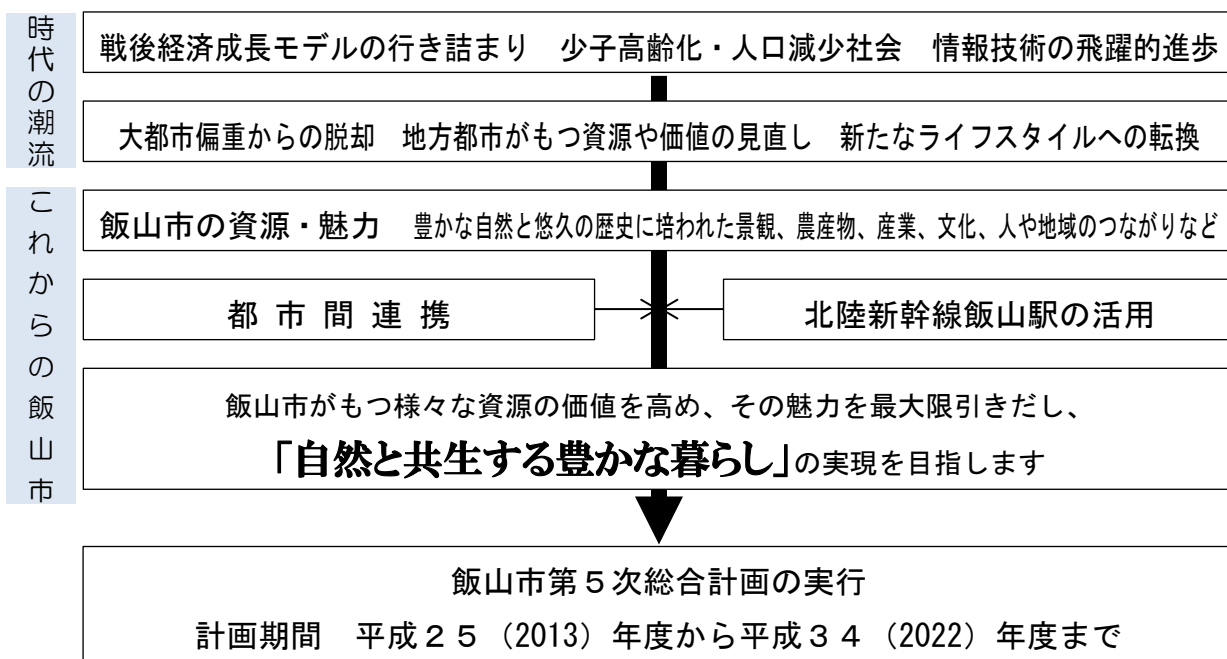 時代の潮流
戦後経済成長モデルの行き詰まり　少子高齢化・人口減少社会　情報技術の飛躍的進歩
大都市偏重からの脱却　地方都市がもつ資源や価値の見直し　新たなライフスタイルへの転換
これからの飯山市
飯山市の資源・魅力　豊かな自然と悠久の歴史に培われた景観、農産物、産業、文化、人や地域のつながりなど
都市間連携
北陸新幹線飯山駅の活用
飯山市がもつ様々な資源の価値を高め、その魅力を最大限引きだし、
「自然と共生する豊かな暮らし」の実現を目指します
飯山市第５次総合計画の実行
計画期間　平成２５（2013）年度から平成３４（2022）年度まで